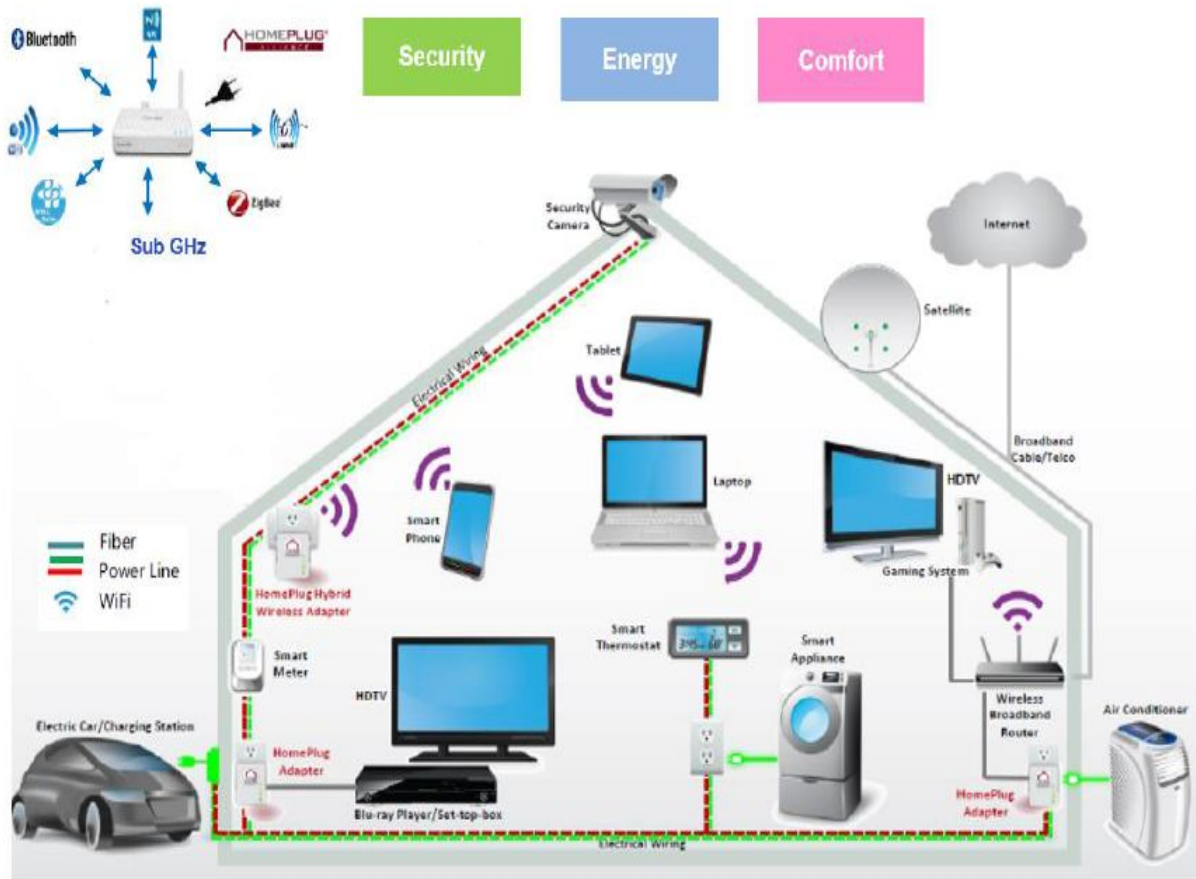 Bluetooth
HOMEPLUG
ALLIANCE
ZigBee
Sub GHz
Security
Energy
Comfort
Security
Camera
Internet
Satellite
Tablet
Electrical Wiring
Broadband
Cable/Telco
Laptop
HDTV
Smart
Phone
Gaming System
Fiber
Power Line
WiFi
HomePlug Hybrid
Wireless Adapter
Smart
Meter
Smart
Thermostat
Smart
Appliance
HDTV
Wireless
Broadband
Router
Air Conditioner
Electric Car/Charging Station
HomePlug
Adapter
Blu-ray Player/Set-top-box
HomePlug
Adapter
Electrical Wiring